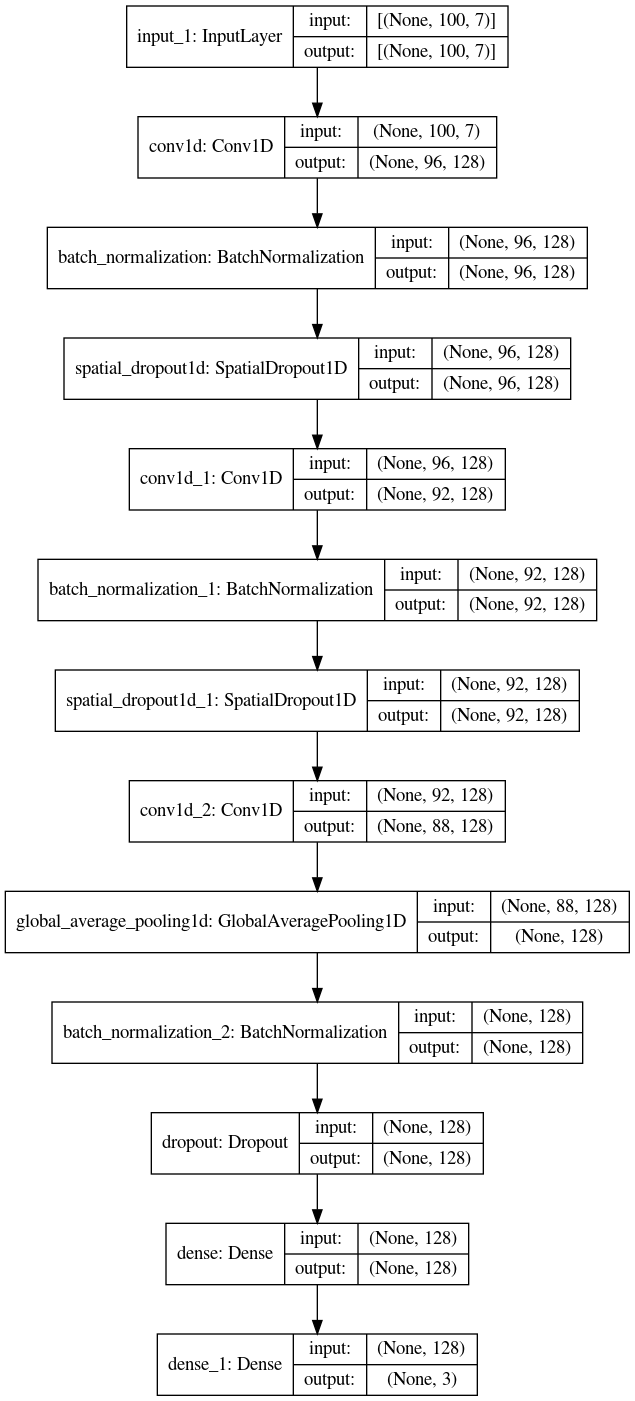 input_1: InputLayer
input: [(None, 100, 7)]
output: [(None, 100, 7)]
conv1d: Conv1D
input: (None, 100, 7)
output: (None, 96, 128)
batch_normalization: BatchNormalization
input: (None, 96, 128)
output: (None, 96, 128)
spatial_dropout1d: SpatialDropout1D
input: (None, 96, 128)
output: (None, 96, 128)
conv1d_1: Conv1D
input: (None, 96, 128)
output: (None, 92, 128)
batch_normalization_1: BatchNormalization
input: (None, 92, 128)
output: (None, 92, 128)
spatial_dropout1d_1: SpatialDropout1D
input: (None, 92, 128)
output: (None, 92, 128)
conv1d_2: Conv1D
input: (None, 92, 128)
output: (None, 88, 128)
global_average_pooling1d: GlobalAveragePooling1D
input: (None, 88, 128)
output: (None, 128)
batch_normalization_2: BatchNormalization
input: (None, 128)
output: (None, 128)
dropout: Dropout
input: (None, 128)
output: (None, 128)
dense: Dense
input: (None, 128)
output: (None, 128)
dense_1: Dense
input: (None, 128)
output: (None, 3)